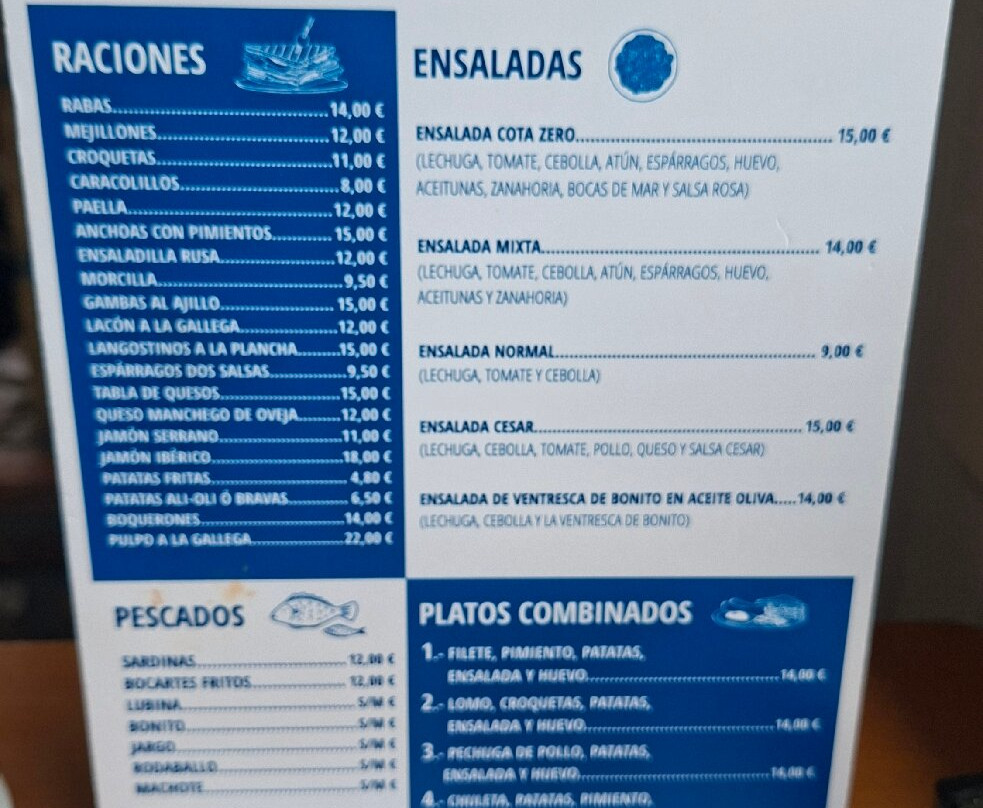 RACIONES
RABAS............14,00 €
MEJILLONES............12,00 €
CROQUETAS............11,00 €
CARACOLILLOS............8,00 €
PAELLA............12,00 €
ANCHOAS CON PIMIENTOS............15,00 €
ENSALADILLA RUSA............12,00 €
MORCILLA............9,50 €
GAMBAS AL AJILLO............15,00 €
LACÓN A LA GALLEGA............12,00 €
LANGOSTINOS A LA PLANCHA............15,00 €
ESPÁRRAGOS DOS SALSAS............9,50 €
TABLA DE QUESOS............15,00 €
QUESO MANCHEGO DE OVEJA............12,00 €
JAMÓN SERRANO............11,00 €
JAMÓN IBÉRICO............18,00 €
PATATAS FRITAS............4,80 €
PATATAS ALI-OLI Ó BRAVAS............6,50 €
BOQUERONES............14,00 €
PULPO A LA GALLEGA............22,00 €
ENSALADAS
ENSALADA COTA ZERO............15,00 €
(LECHUGA, TOMATE, CEBOLLA, ATÚN, ESPÁRRAGOS, HUEVO,
ACEITUNAS, ZANAHORIA, BOCAS DE MAR Y SALSA ROSA)
ENSALADA MIXTA............14,00 €
(LECHUGA, TOMATE, CEBOLLA, ATÚN, ESPÁRRAGOS, HUEVO,
ACEITUNAS Y ZANAHORIA)
ENSALADA NORMAL............9,00 €
(LECHUGA, TOMATE Y CEBOLLA)
ENSALADA CESAR............15,00 €
(LECHUGA, CEBOLLA, TOMATE, POLLO, QUESO Y SALSA CESAR)
ENSALADA DE VENTRESCA DE BONITO EN ACEITE OLIVA.....14,00 €
(LECHUGA, CEBOLLA Y LA VENTRESCA DE BONITO)
PESCADOS
SARDINAS............12,00 €
BOCARTES FRITOS............12,00 €
LUBINA............S/M €
BONITO............S/M €
JARGO............S/M €
RODABALLO............S/M €
MACHOTE............S/M €
PLATOS COMBINADOS
1.- FILETE, PIMIENTO, PATATAS,
ENSALADA Y HUEVO............14,00 €
2.- LOMO, CROQUETAS, PATATAS,
ENSALADA Y HUEVO............14,00 €
3.- PECHUGA DE POLLO, PATATAS,
ENSALADA Y HUEVO............14,00 €
4.- CHULETA, PATATAS, PIMIENTO,